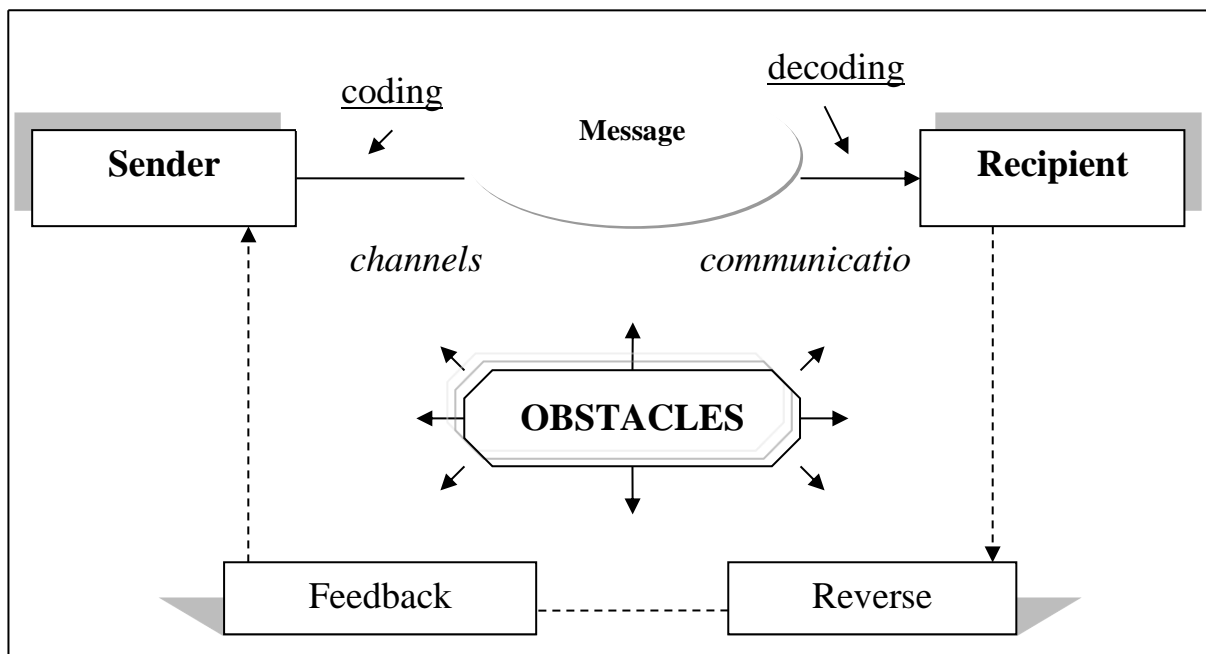 decoding
coding
Message
Sender
Recipient
channels
communicatio
OBSTACLES
Feedback
Reverse